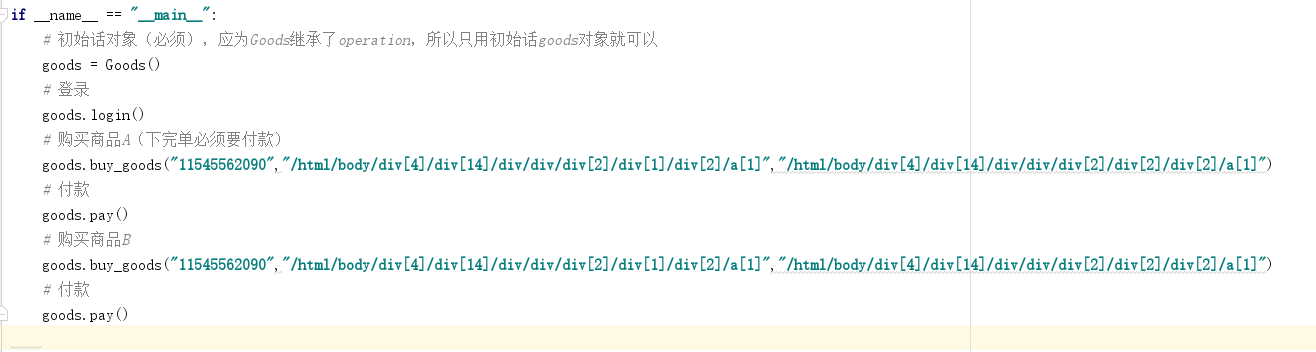 if __name__ == "__main__":
# 初始话对象（必须），应为Goods继承了operation，所以只用初始话goods对象就可以
goods = Goods()
# 登录
goods.login()
# 购买商品A（下完单必须要付款）
goods.buy_goods("11545562090","/html/body/div[4]/div[14]/div/div/div[2]/div[1]/div[2]/a[1]","/html/body/div[4]/div[14]/div/div/div[2]/div[2]/div[2]/a[1]")
# 付款
goods.pay()
# 购买商品B
goods.buy_goods("11545562090","/html/body/div[4]/div[14]/div/div/div[2]/div[1]/div[2]/a[1]","/html/body/div[4]/div[14]/div/div/div[2]/div[2]/div[2]/a[1]")
# 付款
goods.pay()